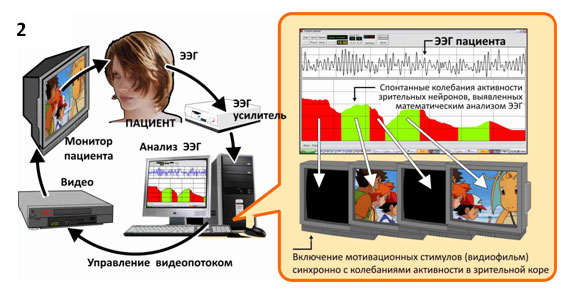 2
ЭЭГ
ЭЭГ
усилитель
ПАЦИЕНТ
Монитор
пациента
Анализ ЭЭГ
Видео
Управление видеопотоком
ЭЭГ пациента
Спонтанные колебания активности
зрительных нейронов, выявленных
математическим анализом ЭЭГ
Включение мотивационных стимулов (видиофильм)
синхронно с колебаниями активности в зрительной коре